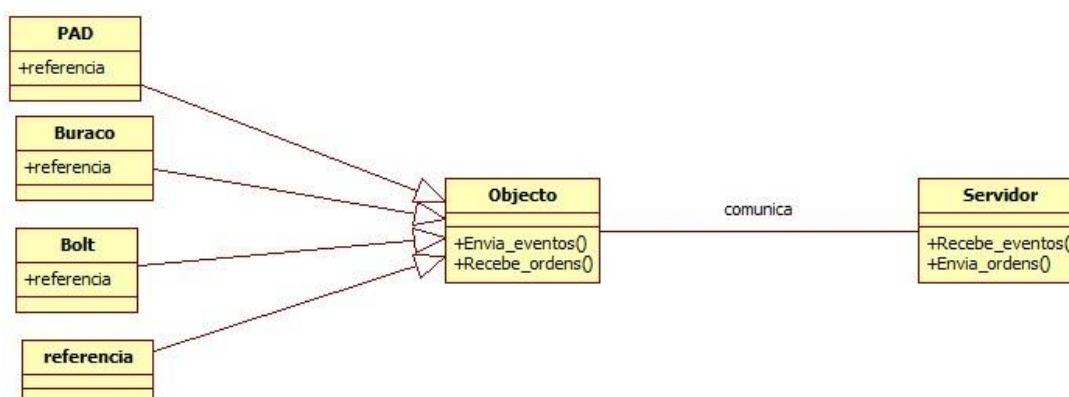 PAD
+referencia
Buraco
+referencia
Bolt
+referencia
referencia
Objecto
+Envia_eventos()
+Recebe_ordens()
comunica
Servidor
+Recebe_eventos()
+Envia_ordens()